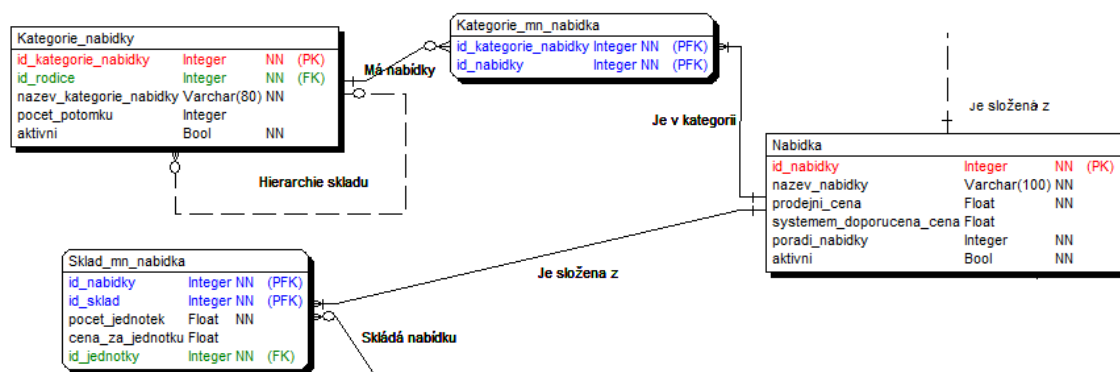 Kategorie_nabidky
id_kategorie_nabidky Integer NN (PK)
id_rodice Integer NN (FK)
nazev_kategorie_nabidky Varchar(80) NN
pocet_potomku Integer
aktivni Bool NN
Má nabídky
Hierarchie skladu
Kategorie_mn_nabidka
id_kategorie_nabidky Integer NN (PFK)
id_nabidky Integer NN (PFK)
Je v kategorii
Je složená z
Nabidka
id_nabidky Integer NN (PK)
nazev_nabidky Varchar(100) NN
prodejni_cena Float NN
systemem_doporucena_cena Float
poradi_nabidky Integer NN
aktivni Bool NN
Sklad_mn_nabidka
id_nabidky Integer NN (PFK)
id_sklad Integer NN (PFK)
pocet_jednotek Float NN
cena_za_jednotku Float
id_jednotky Integer NN (FK)
Je složena z
Skládá nabídku